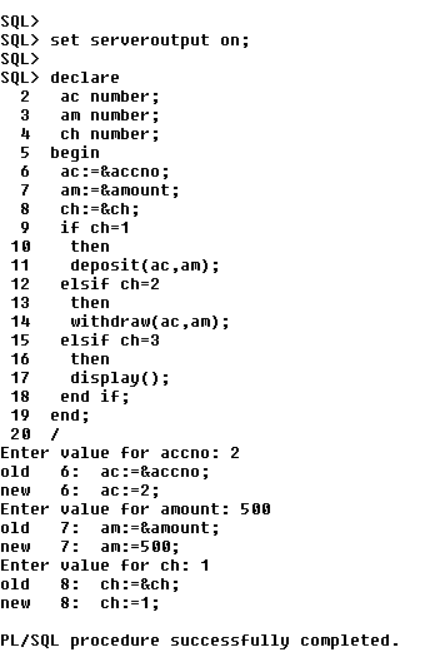 SQL>
SQL> set serveroutput on;
SQL>
SQL> declare
2 ac number;
3 am number;
4 ch number;
5 begin
6 ac:=&accno;
7 am:=&amount;
8 ch:=&ch;
9 if ch=1
10 then
11 deposit(ac,am);
12 elsif ch=2
13 then
14 withdraw(ac,am);
15 elsif ch=3
16 then
17 display();
18 end if;
19 end;
20 /
Enter value for accno: 2
old 6: ac:=&accno;
new 6: ac:=2;
Enter value for amount: 500
old 7: am:=&amount;
new 7: am:=500;
Enter value for ch: 1
old 8: ch:=&ch;
new 8: ch:=1;
PL/SQL procedure successfully completed.